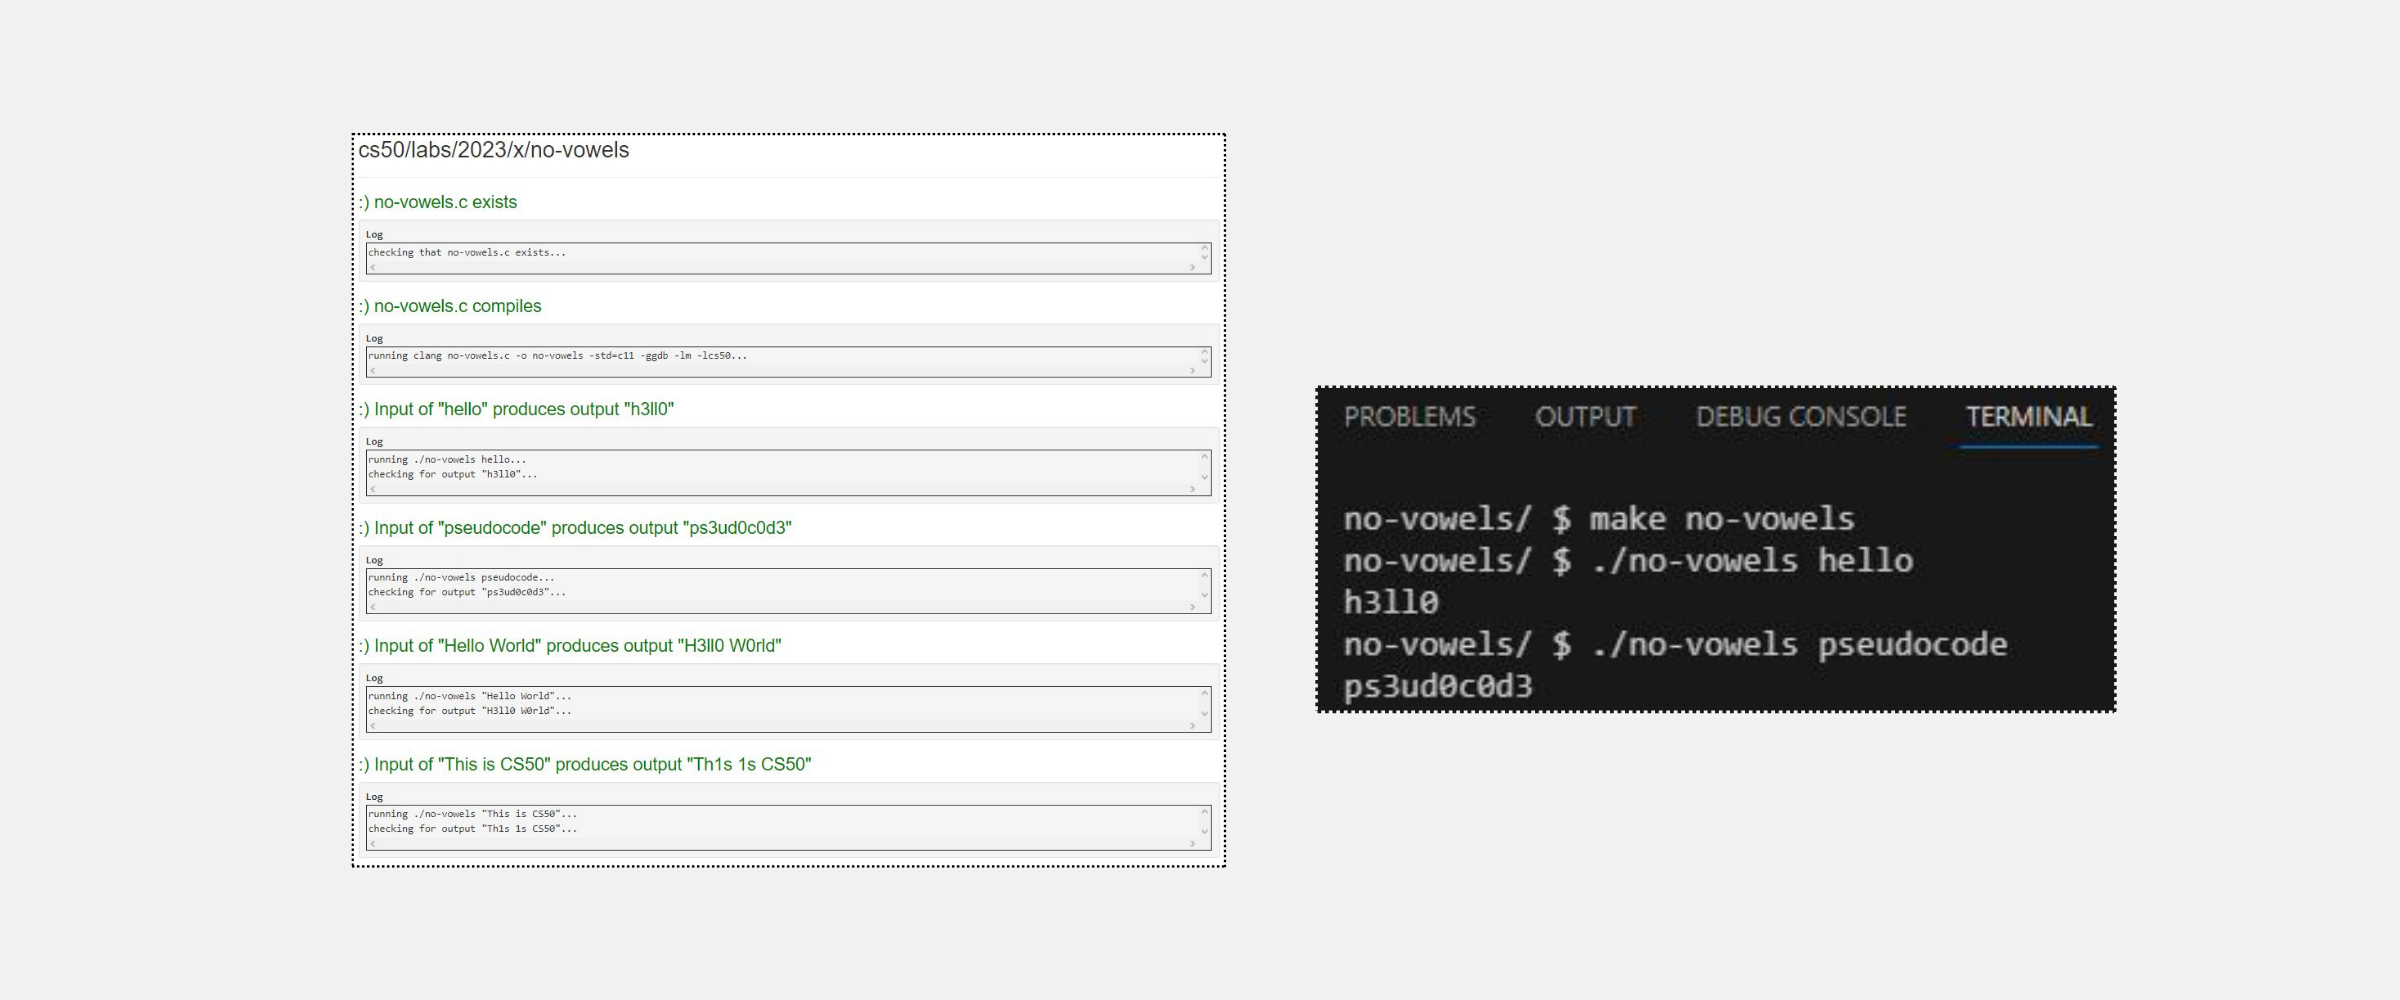 cs50/labs/2023/x/no-vowels
:) no-vowels.c exists
Log
checking that no-vowels.c exists...
:) no-vowels.c compiles
Log
running clang no-vowels.c -o no-vowels -std=c11 -ggdb -lm -lcs50...
:) Input of "hello" produces output "h3ll0"
Log
running ./no-vowels hello...
checking for output "h3ll0"...
:) Input of "pseudocode" produces output "ps3ud0c0d3"
Log
running ./no-vowels pseudocode...
checking for output "ps3ud0c0d3"...
:) Input of "Hello World" produces output "H3ll0 W0rld"
Log
running ./no-vowels "Hello World"...
checking for output "H3ll0 W0rld"...
:) Input of "This is CS50" produces output "Th1s 1s CS50"
Log
running ./no-vowels "This is CS50"...
checking for output "Th1s 1s CS50"...
PROBLEMS OUTPUT DEBUG CONSOLE TERMINAL
no-vowels/ $ make no-vowels
no-vowels/ $ ./no-vowels hello
h3ll0
no-vowels/ $ ./no-vowels pseudocode
ps3ud0c0d3